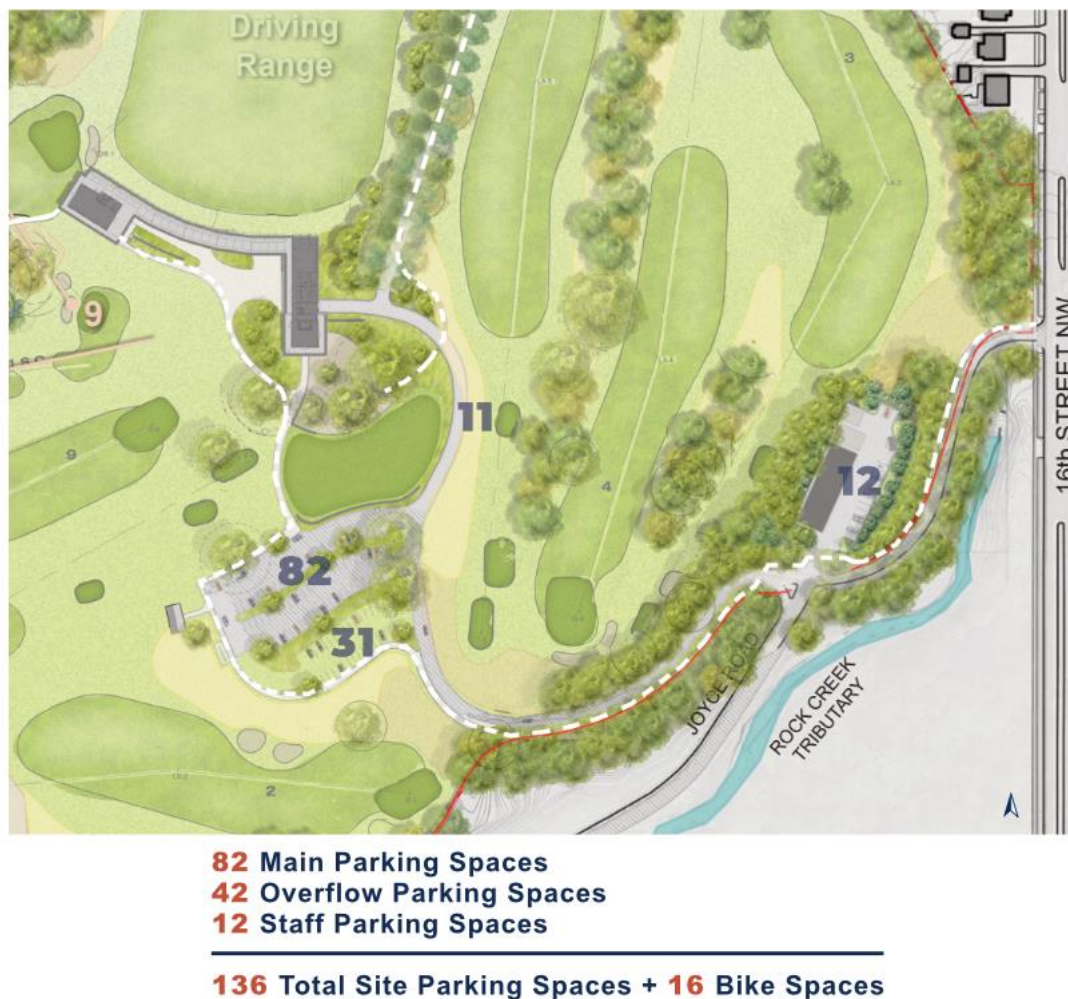 Driving
Range
3
9
11
16th STREET NW
9
4
12
82
31
JOYCE ROAD
ROCK CREEK
TRIBUTARY
2
82 Main Parking Spaces
42 Overflow Parking Spaces
12 Staff Parking Spaces
136 Total Site Parking Spaces + 16 Bike Spaces